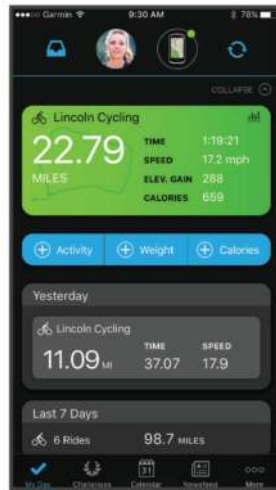 Garmin 9:30 AM 78%
COLLAPSE
Lincoln Cycling
22.79
MILES
TIME 1:19:21
SPEED 17.2 mph
ELEV. GAIN 288
CALORIES 659
Activity Weight Calories
Yesterday
Lincoln Cycling
TIME SPEED
11.09 MI 37.07 17.9
Last 7 Days
6 Rides 98.7 MILES
31
My Day Challenges Calendar Newsfeed More